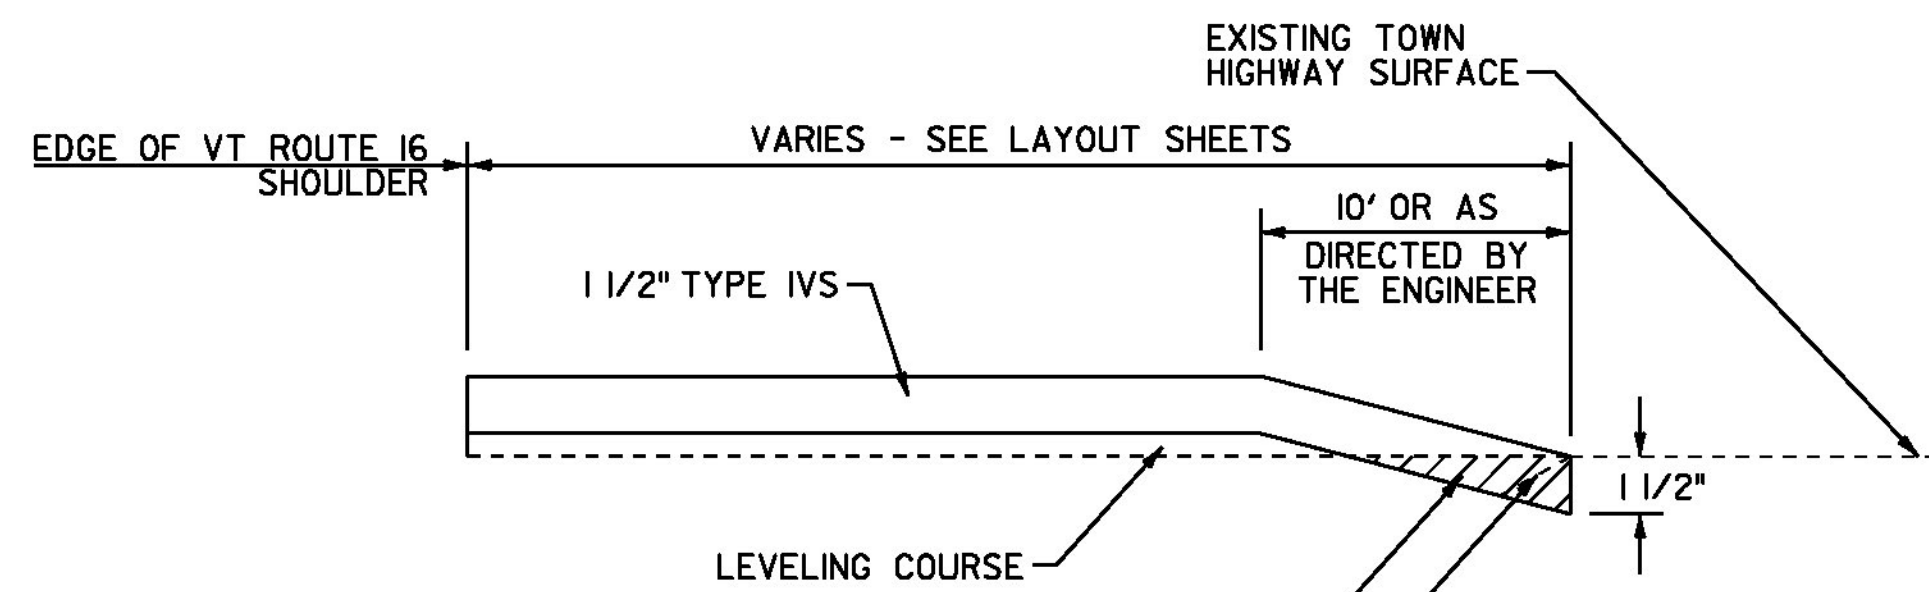 EXISTING TOWN
HIGHWAY SURFACE
EDGE OF VT ROUTE 16
SHOULDER
VARIES - SEE LAYOUT SHEETS
10' OR AS
DIRECTED BY
THE ENGINEER
1 1/2" TYPE IVS
1 1/2"
LEVELING COURSE